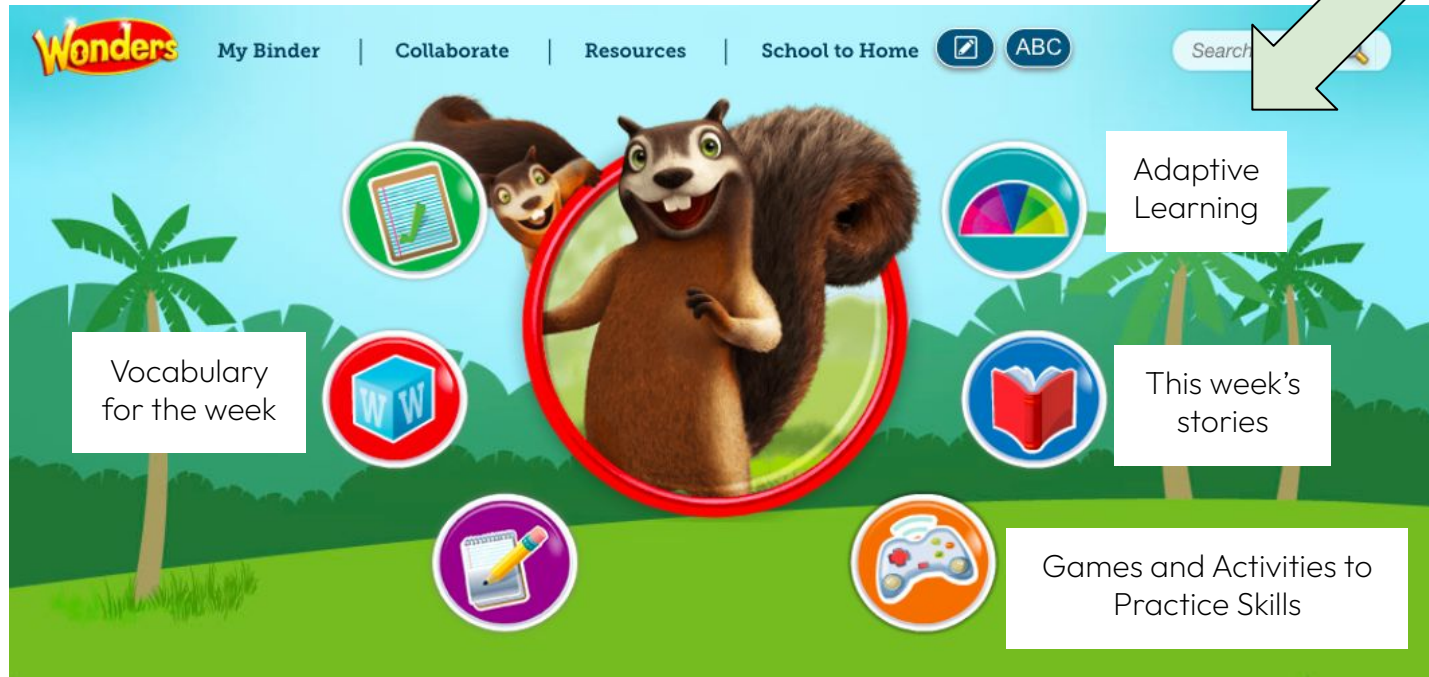 Wonders
My Binder | Collaborate | Resources | School to Home ABC Search
Adaptive
Learning
Vocabulary
for the week
W W
This week’s
stories
Games and Activities to
Practice Skills